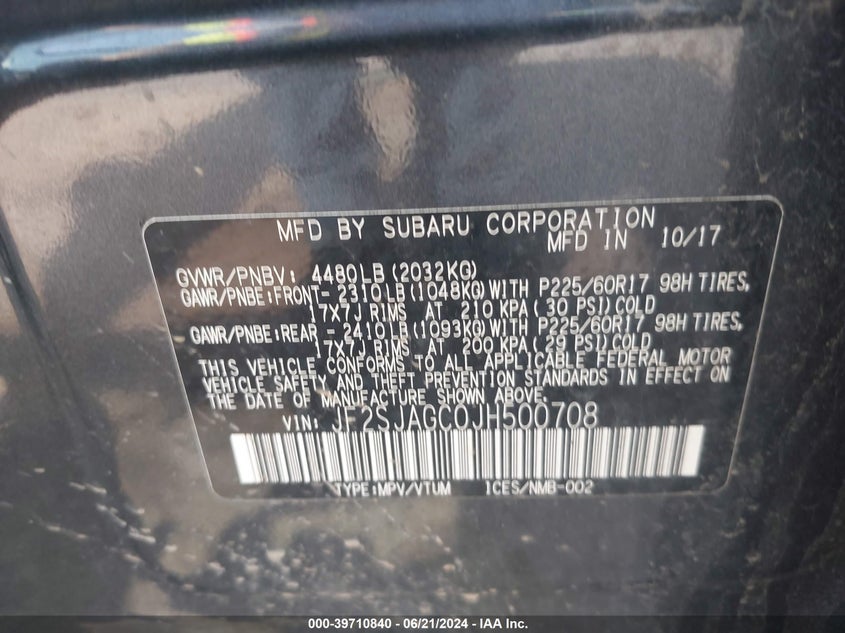 MFD BY SUBARU CORPORATION
MFD IN 10/17
GVWR/PNBV: 4480LB(2032KG)
GAWR/PNBE:FRONT- 2310LB(1048KG)WITH P225/60R17 98H TIRES,
17X7J RIMS AT 210 KPA( 30 PSI)COLD
GAWR/PNBE:REAR - 2410LB(1093KG)WITH P225/60R17 98H TIRES,
17X7J RIMS AT 200 KPA( 29 PSI)COLD
THIS VEHICLE CONFORMS TO ALL APPLICABLE FEDERAL MOTOR
VEHICLE SAFETY AND THEFT PREVENTION STANDARDS IN EFFECT ON
THE DATE OF MANUFACTURE SHOWN ABOVE.
VIN: JF2SJAGC0JH500708
TYPE:MPV/VTUM ICES/NMB-002
000-39710840 - 06/21/2024 - IAA Holdings, LLC.